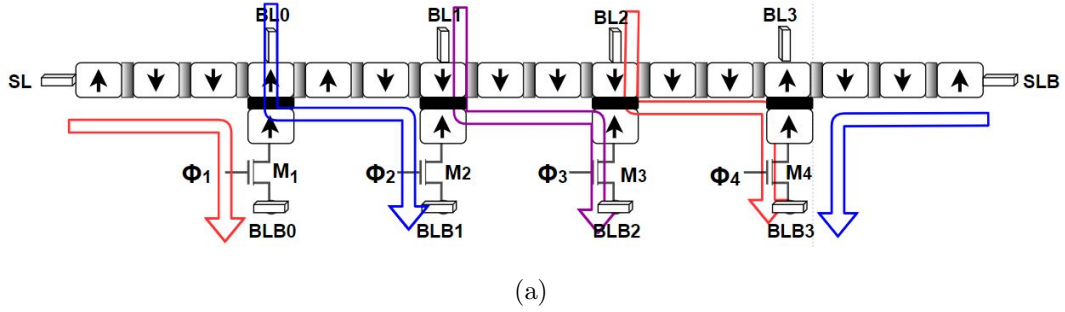 BL0 BL1 BL2 BL3
SL SLB
Φ1 M1 Φ2 M2 Φ3 M3 Φ4 M4
BLB0 BLB1 BLB2 BLB3
(a)